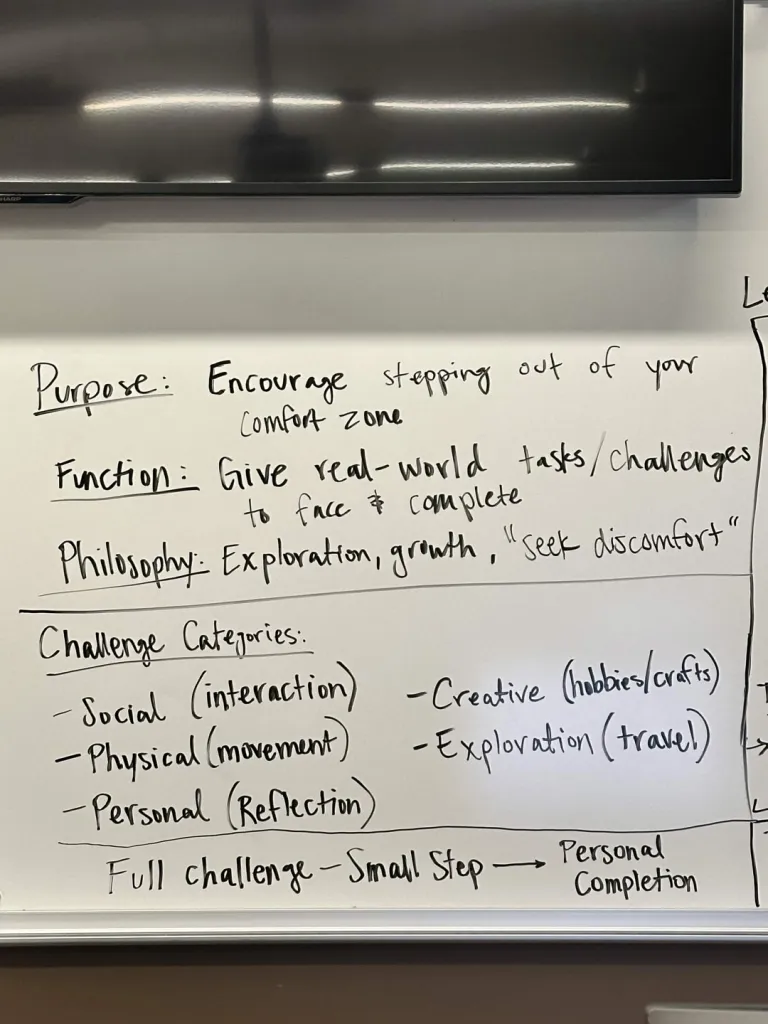 SHARP
Purpose: Encourage stepping out of your
comfort zone
Function: Give real-world tasks/challenges
to face & complete
Philosophy: Exploration, growth, "seek discomfort"
Challenge Categories:
- Social (interaction)
- Physical (movement)
- Personal (Reflection)
- Creative (hobbies/crafts)
- Exploration (travel)
Full challenge - Small Step → Personal
Completion